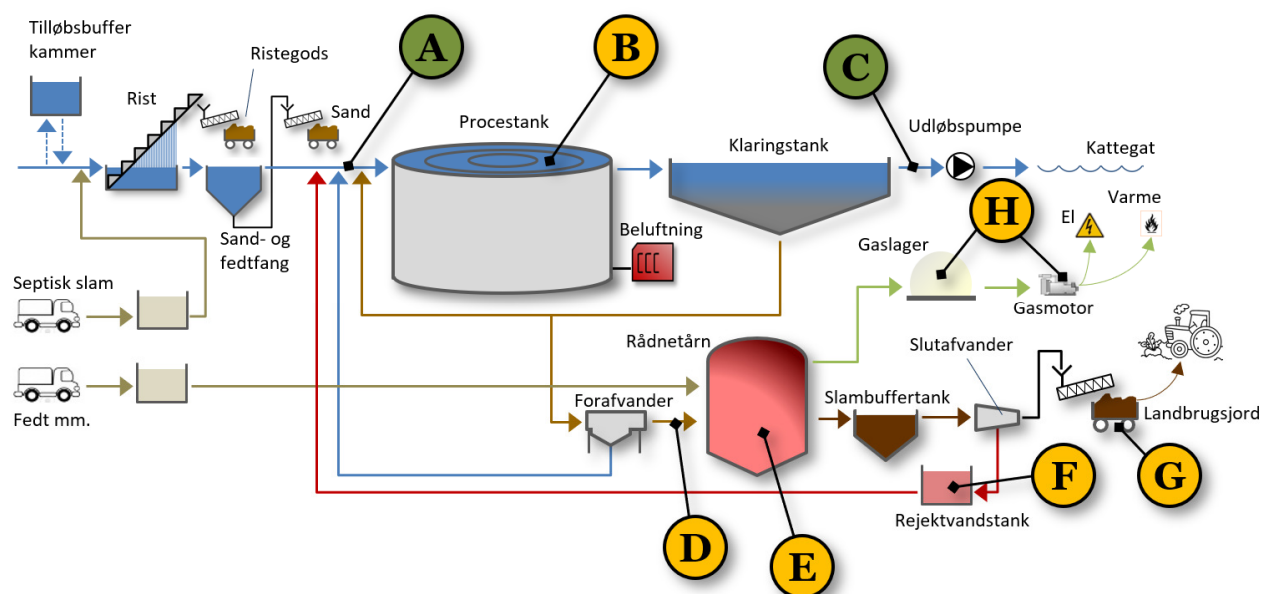 Tilløbsbuffer
kammer
Ristegods
A
B
C
Rist
Sand
Procestank
Klaringstank
Udløbspumpe
Kattegat
H
Varme
El
Sand- og
fedtfang
Beluftning
Gaslager
Gasmotor
Septisk slam
Rådnetårn
Slutafvander
Fedt mm.
Forafvander
Slambuffertank
Landbrugsjord
D
E
F
G
Rejektvandstank